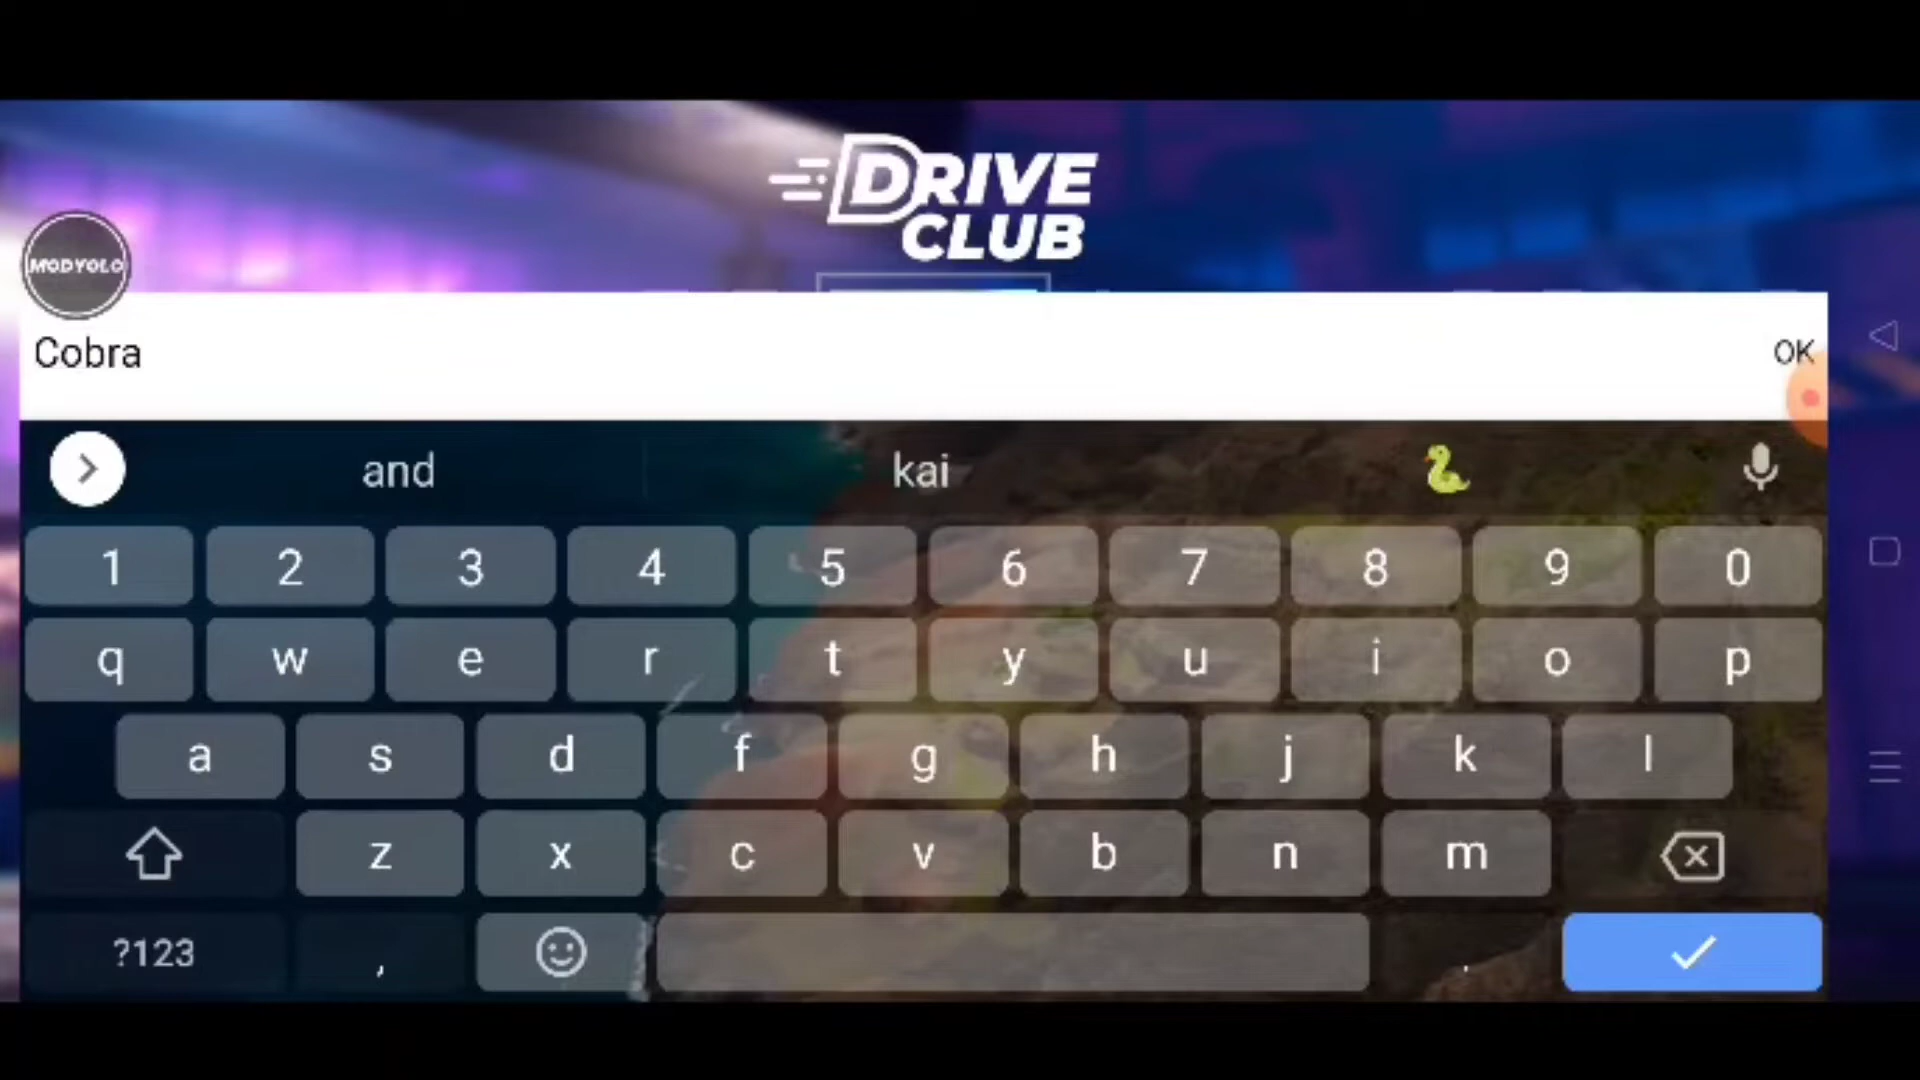 DRIVE
CLUB
MODYOLO
Cobra
OK
and kai
1 2 3 4 5 6 7 8 9 0
q w e r t y u i o p
a s d f g h j k l
z x c v b n m
?123 , .